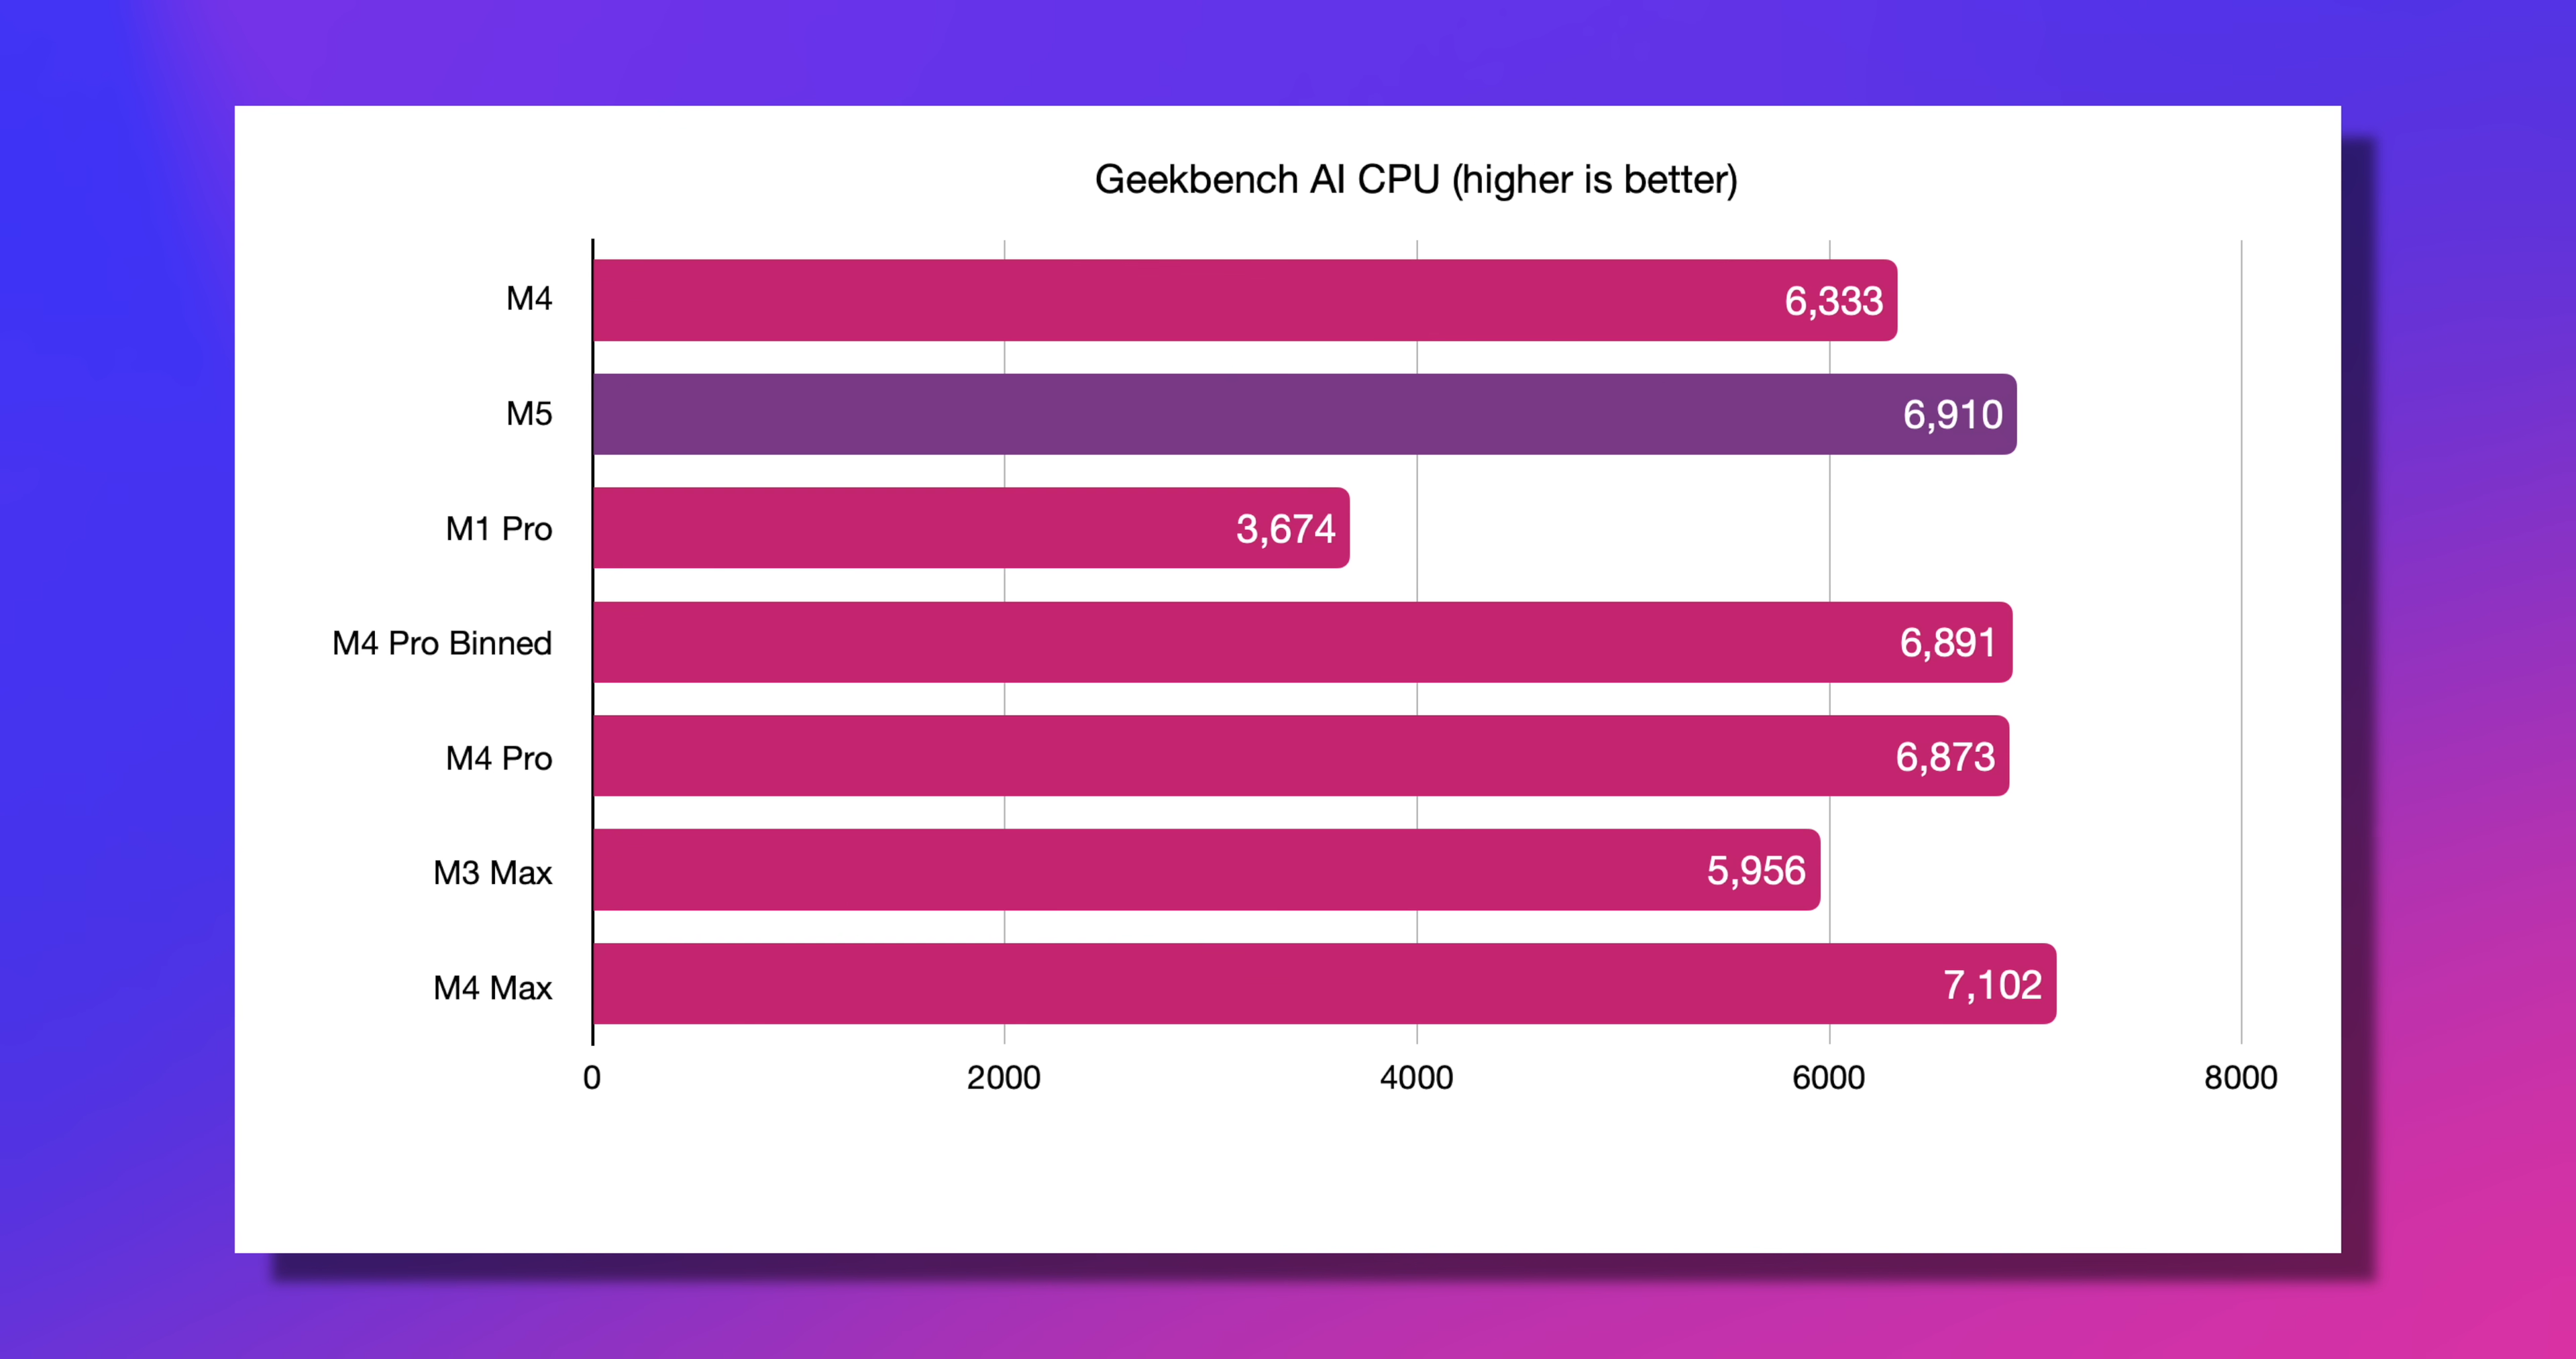 Geekbench AI CPU (higher is better)
M4 6,333
M5 6,910
M1 Pro 3,674
M4 Pro Binned 6,891
M4 Pro 6,873
M3 Max 5,956
M4 Max 7,102
0 2000 4000 6000 8000